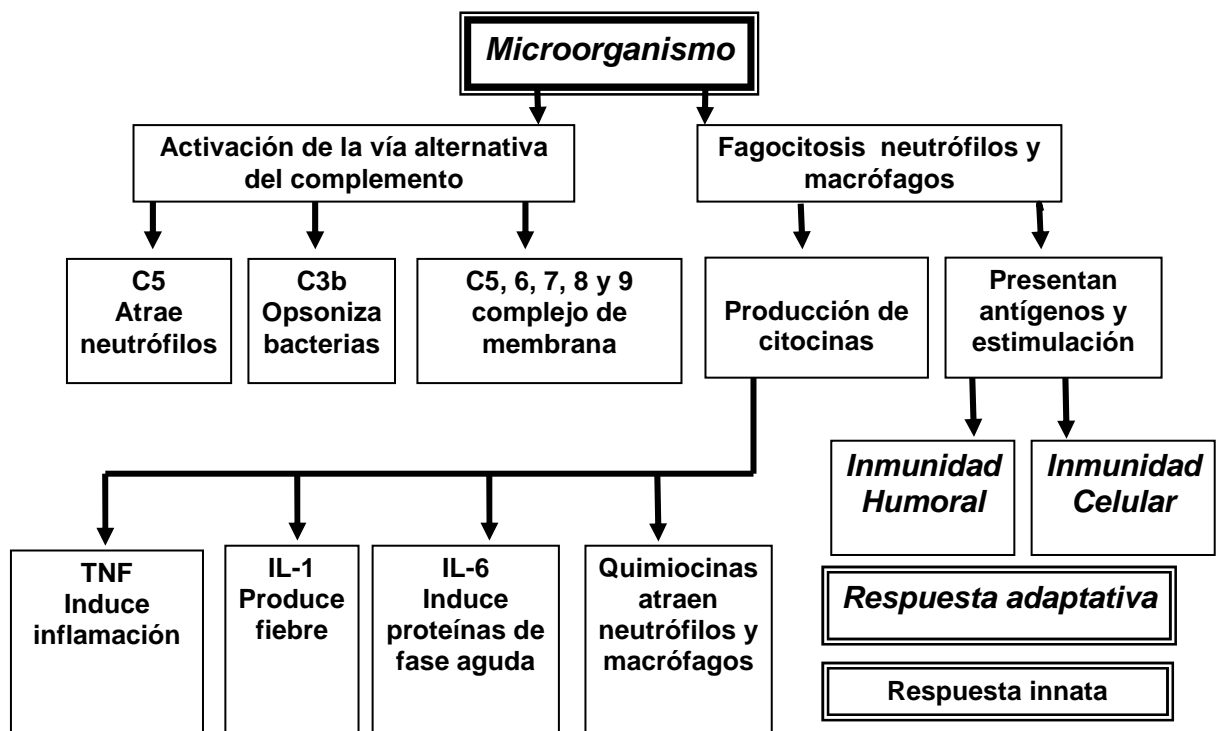 Microorganismo
Activación de la vía alternativa
del complemento
Fagocitosis neutrófilos y
macrófagos
C5
Atrae
neutrófilos
C3b
Opsoniza
bacterias
C5, 6, 7, 8 y 9
complejo de
membrana
Producción de
citocinas
Presentan
antígenos y
estimulación
Inmunidad
Humoral
Inmunidad
Celular
TNF
Induce
inflamación
IL-1
Produce
fiebre
IL-6
Induce
proteínas de
fase aguda
Quimiocinas
atraen
neutrófilos y
macrófagos
Respuesta adaptativa
Respuesta innata